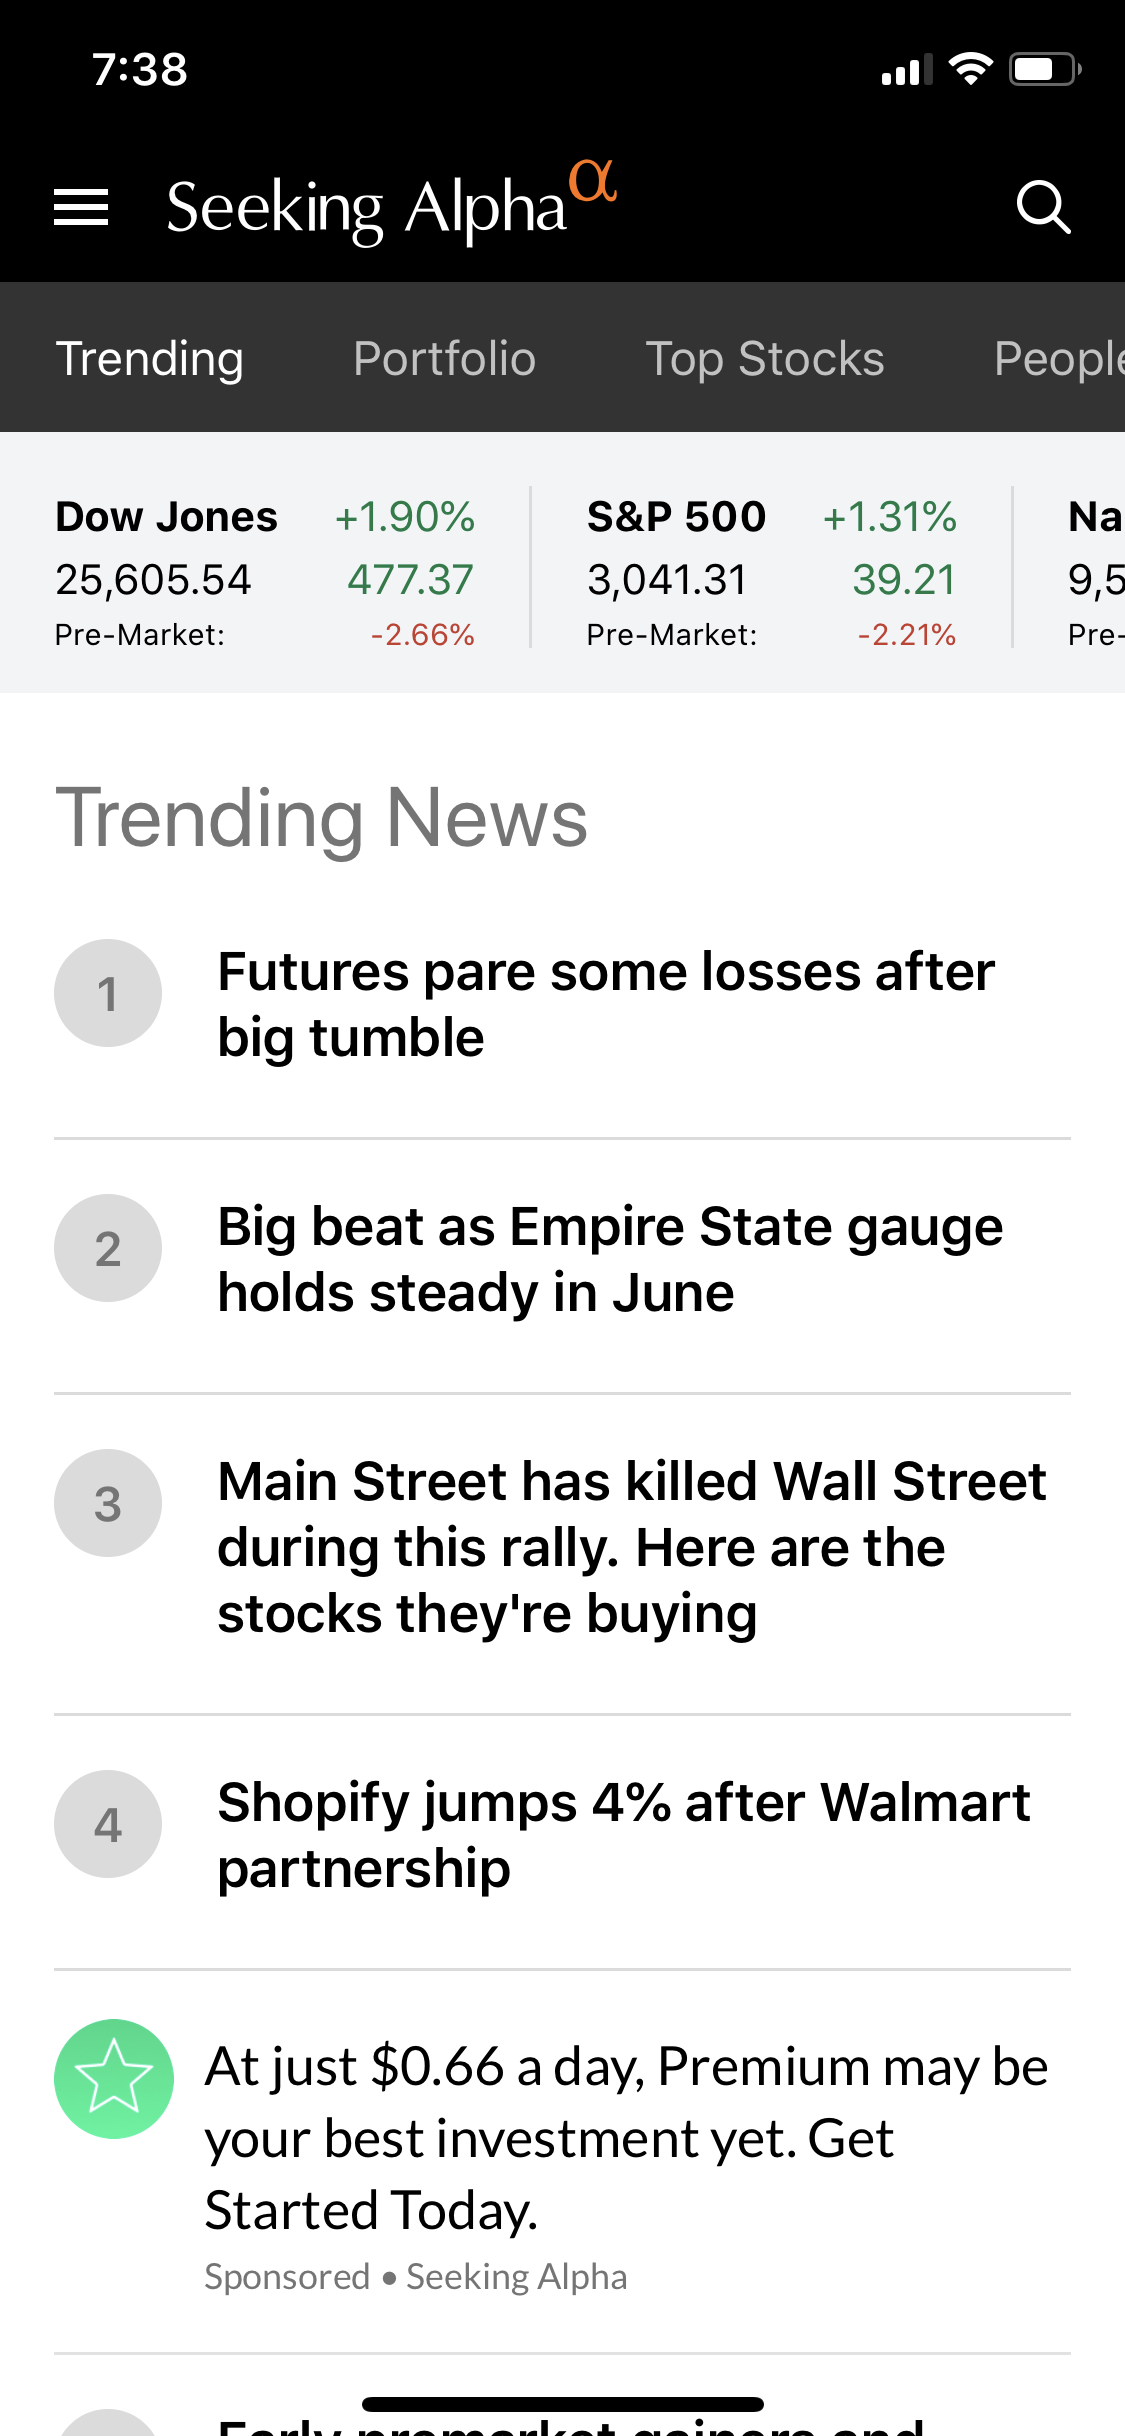 7:38
Seeking Alpha α
Trending Portfolio Top Stocks People
Dow Jones +1.90% S&P 500 +1.31% Na
25,605.54 477.37 3,041.31 39.21 9,5
Pre-Market: -2.66% Pre-Market: -2.21% Pre-
Trending News
1 Futures pare some losses after
big tumble
2 Big beat as Empire State gauge
holds steady in June
3 Main Street has killed Wall Street
during this rally. Here are the
stocks they're buying
4 Shopify jumps 4% after Walmart
partnership
At just $0.66 a day, Premium may be
your best investment yet. Get
Started Today.
Sponsored • Seeking Alpha
Early premarket gainers and